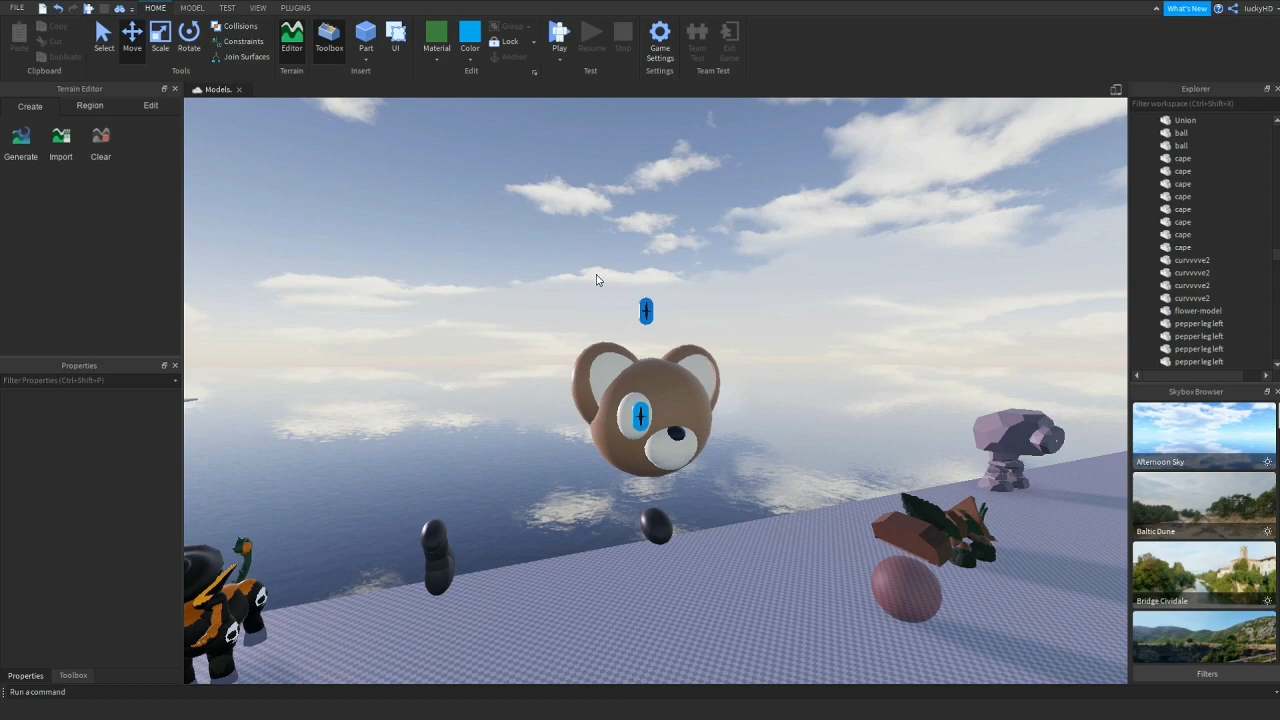 FILE HOME MODEL TEST VIEW PLUGINS What's New luckyHD
Paste Copy Cut Duplicate Select Move Scale Rotate Collisions Constraints Join Surfaces Editor Toolbox Part UI Material Color Group Lock Anchor Play Resume Stop Game Settings Team Test Exit Game
Clipboard Tools Terrain Insert Edit Test Settings Team Test
Terrain Editor
Create Region Edit
Generate Import Clear
Models.
Explorer
Filter workspace (Ctrl+Shift+X)
Union
ball
ball
cape
cape
cape
cape
cape
cape
cape
cape
curvvvve2
curvvvve2
curvvvve2
curvvvve2
flower-model
pepper leg left
pepper leg left
pepper leg left
pepper leg left
Properties
Filter Properties (Ctrl+Shift+P)
Skybox Browser
Afternoon Sky
Baltic Dune
Bridge Cividale
Filters
Properties Toolbox
Run a command